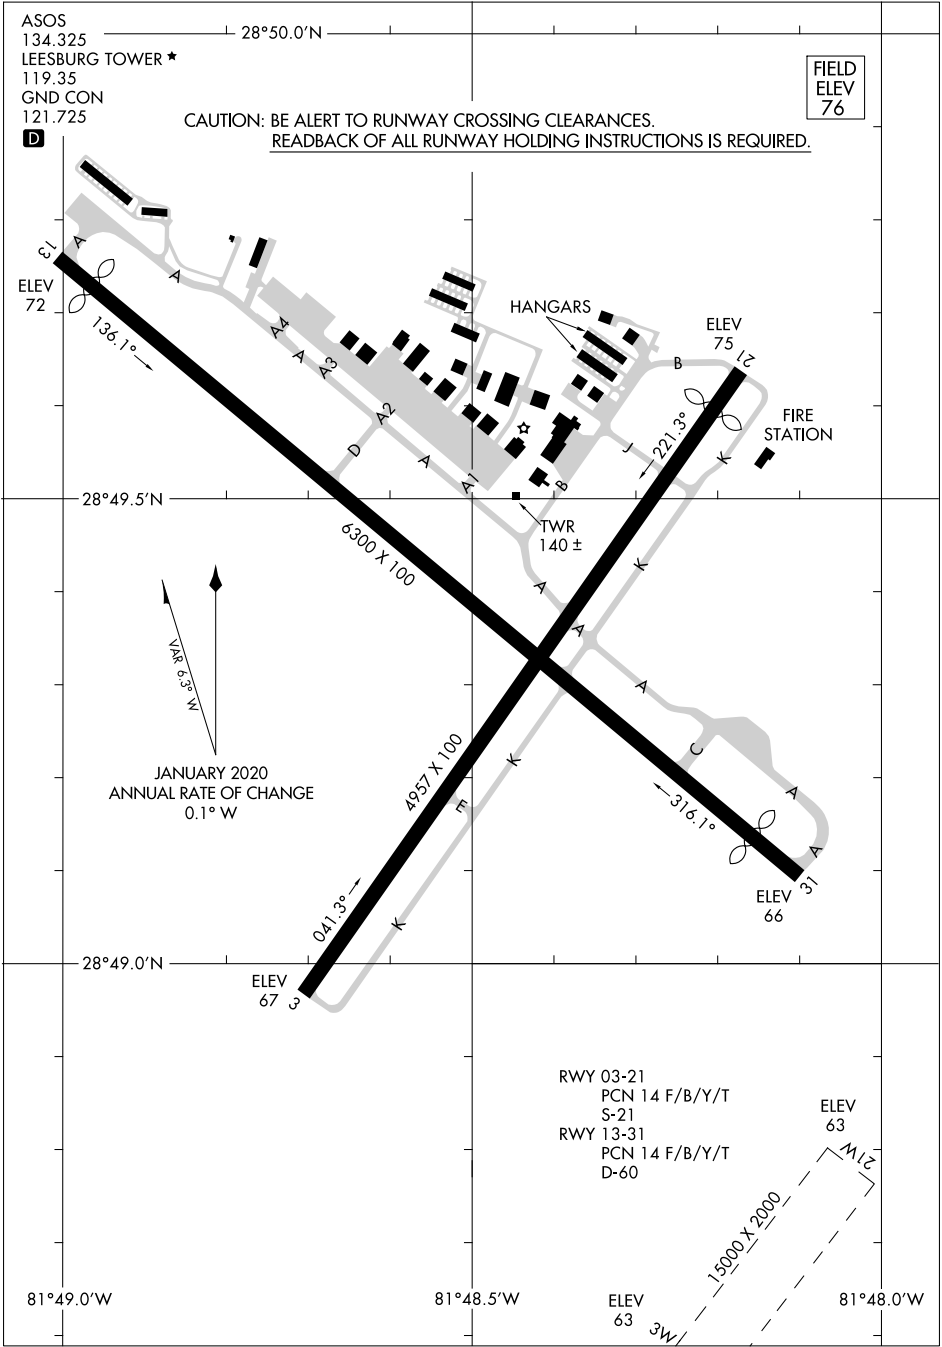 ASOS
134.325
LEESBURG TOWER ★
119.35
GND CON
121.725
D
28°50.0'N
FIELD
ELEV
76
CAUTION: BE ALERT TO RUNWAY CROSSING CLEARANCES.
READBACK OF ALL RUNWAY HOLDING INSTRUCTIONS IS REQUIRED.
13
A
ELEV
72
A
136.1°
A4
A
A3
A2
D
A
A1
HANGARS
ELEV
75
21
B
221.3°
J
K
FIRE
STATION
B
28°49.5'N
6300 X 100
TWR
140 ±
K
A
A
A
VAR 6.3° W
JANUARY 2020
ANNUAL RATE OF CHANGE
0.1° W
4957 X 100
K
E
C
A
316.1°
A
31
ELEV
66
041.3°
K
28°49.0'N
ELEV
67
3
RWY 03-21
PCN 14 F/B/Y/T
S-21
RWY 13-31
PCN 14 F/B/Y/T
D-60
ELEV
63
21W
15000 X 2000
ELEV
63
3W
81°49.0'W
81°48.5'W
81°48.0'W